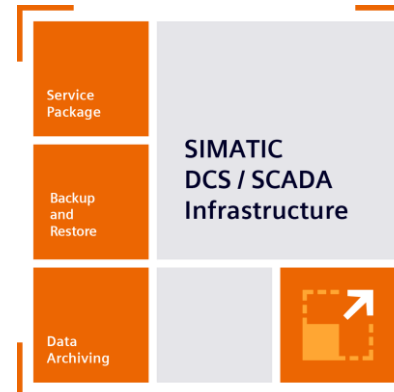 Service
Package
SIMATIC
DCS / SCADA
Infrastructure
Backup
and
Restore
Data
Archiving